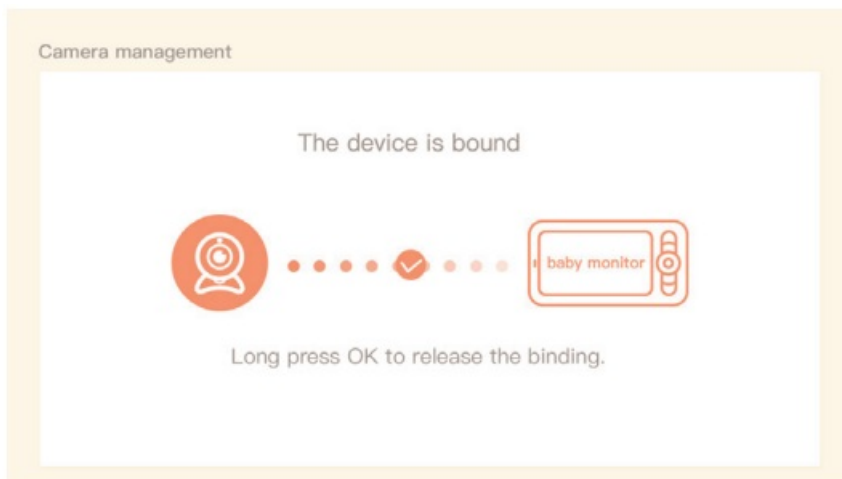 Camera management
The device is bound
baby monitor
Long press OK to release the binding.